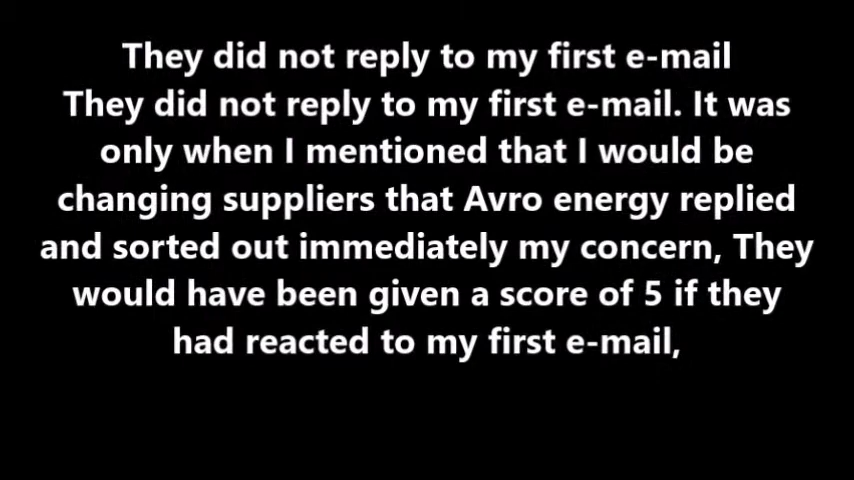 They did not reply to my first e-mail
They did not reply to my first e-mail. It was
only when I mentioned that I would be
changing suppliers that Avro energy replied
and sorted out immediately my concern, They
would have been given a score of 5 if they
had reacted to my first e-mail,